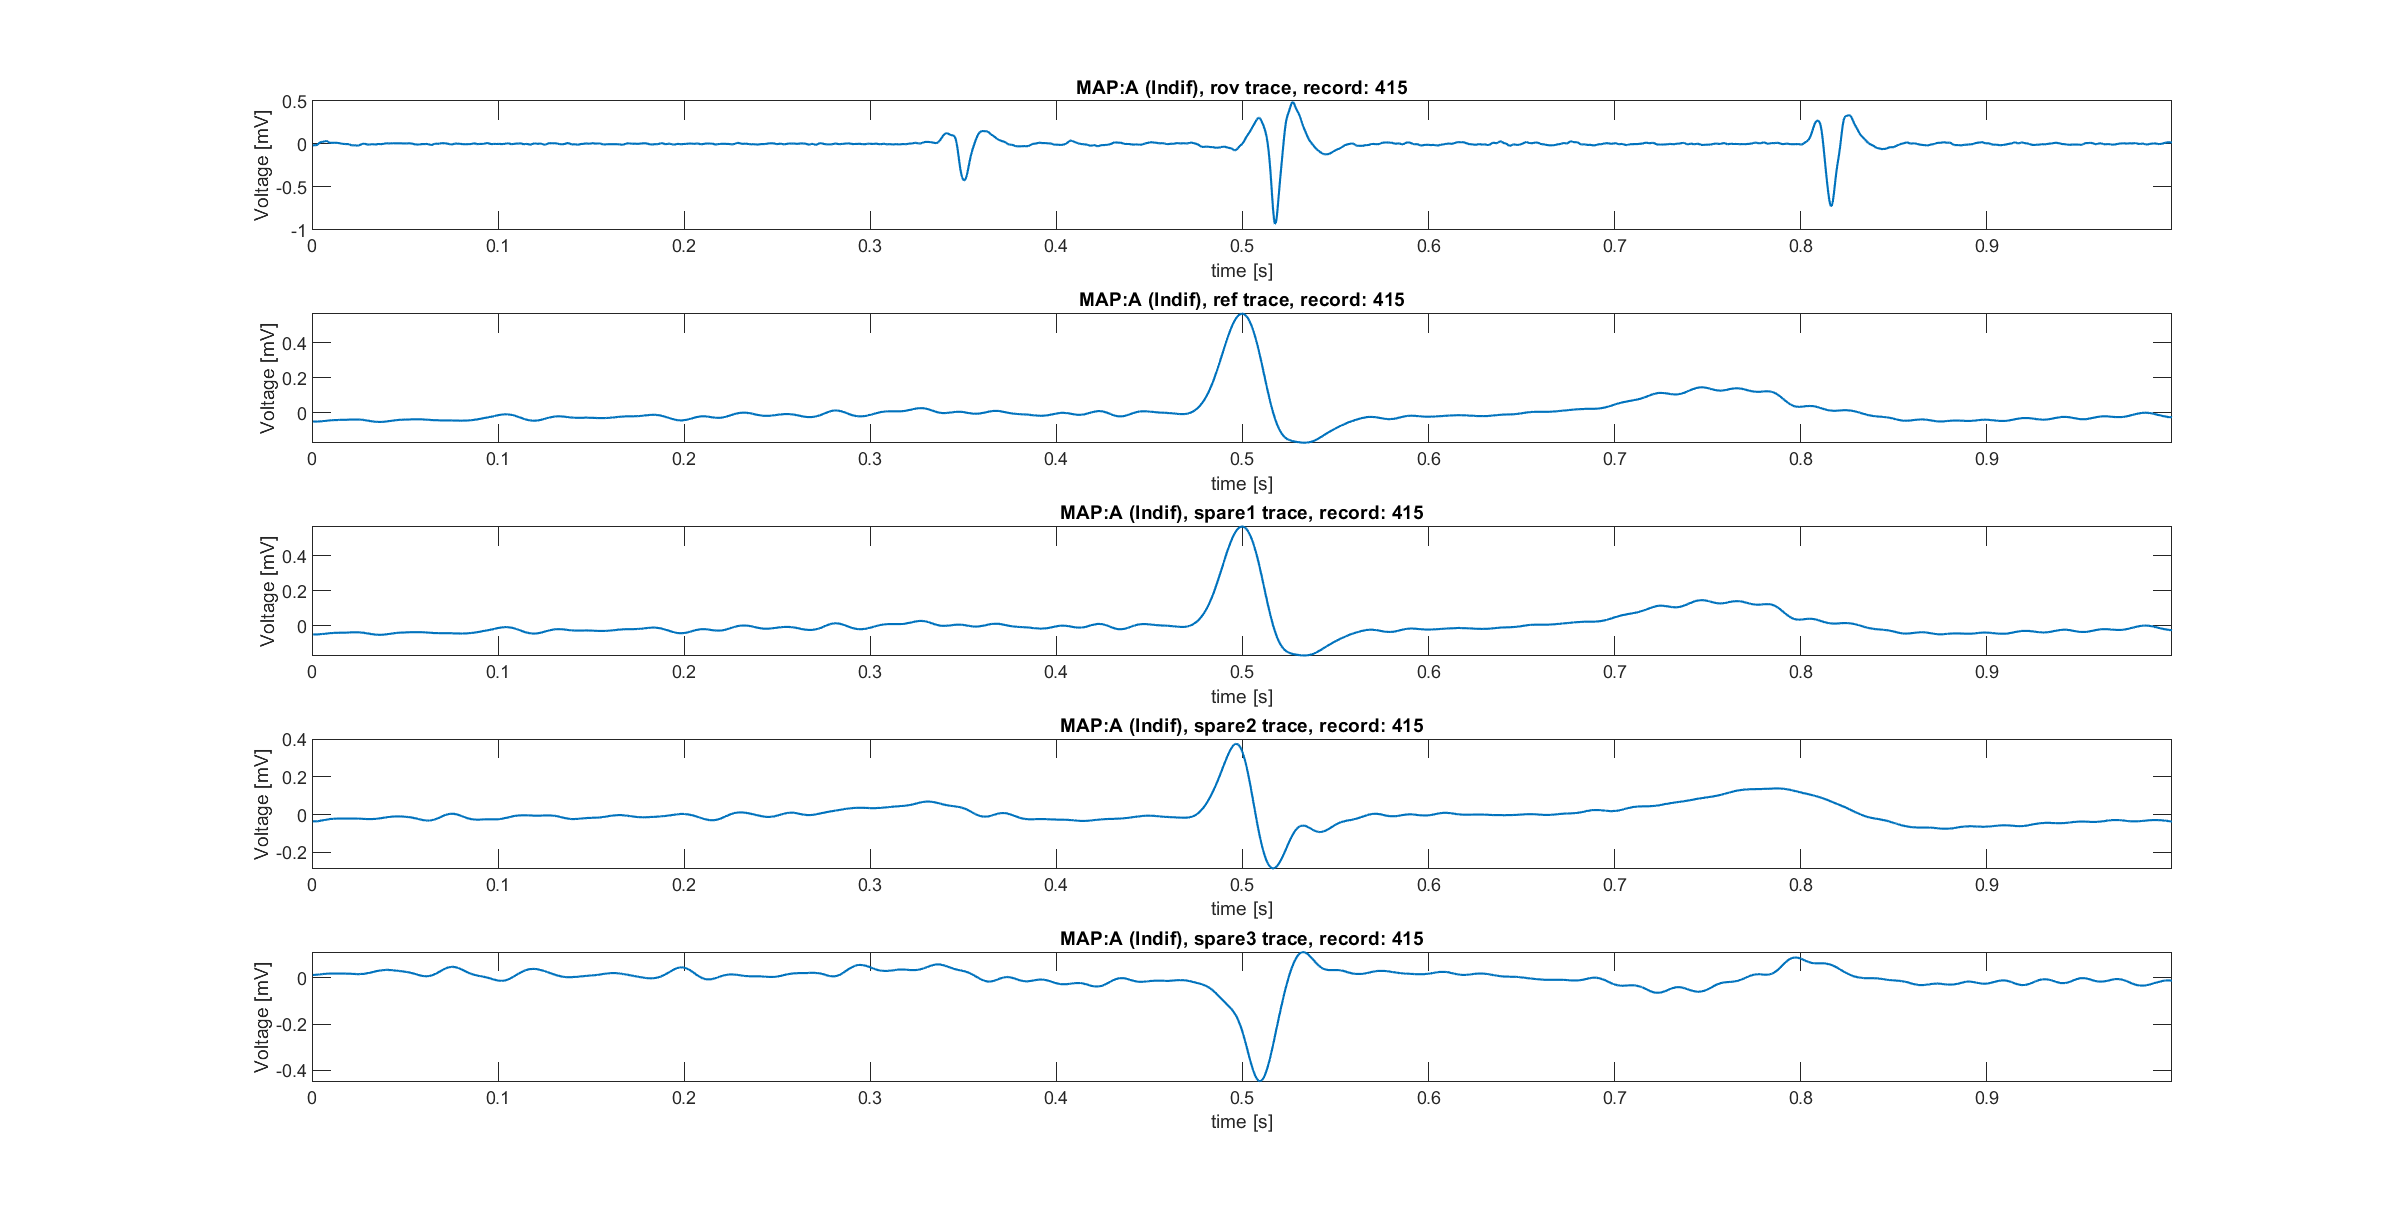 MAP:A (Indif), rov trace, record: 415
Voltage [mV]
0.5
0
-0.5
-1
0 0.1 0.2 0.3 0.4 0.5 0.6 0.7 0.8 0.9
time [s]
MAP:A (Indif), ref trace, record: 415
Voltage [mV]
0.4
0.2
0
0 0.1 0.2 0.3 0.4 0.5 0.6 0.7 0.8 0.9
time [s]
MAP:A (Indif), spare1 trace, record: 415
Voltage [mV]
0.4
0.2
0
0 0.1 0.2 0.3 0.4 0.5 0.6 0.7 0.8 0.9
time [s]
MAP:A (Indif), spare2 trace, record: 415
Voltage [mV]
0.4
0.2
0
-0.2
0 0.1 0.2 0.3 0.4 0.5 0.6 0.7 0.8 0.9
time [s]
MAP:A (Indif), spare3 trace, record: 415
Voltage [mV]
0
-0.2
-0.4
0 0.1 0.2 0.3 0.4 0.5 0.6 0.7 0.8 0.9
time [s]